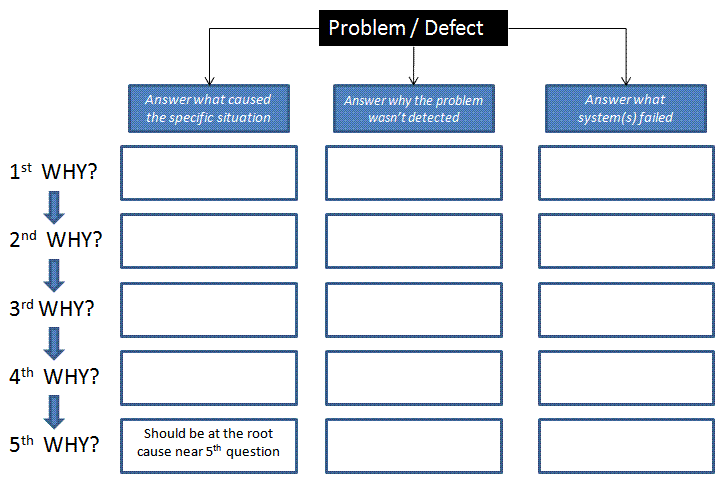 Problem / Defect
Answer what caused
the specific situation
Answer why the problem
wasn't detected
Answer what
system(s) failed
1st WHY?
2nd WHY?
3rd WHY?
4th WHY?
5th WHY?
Should be at the root
cause near 5th question